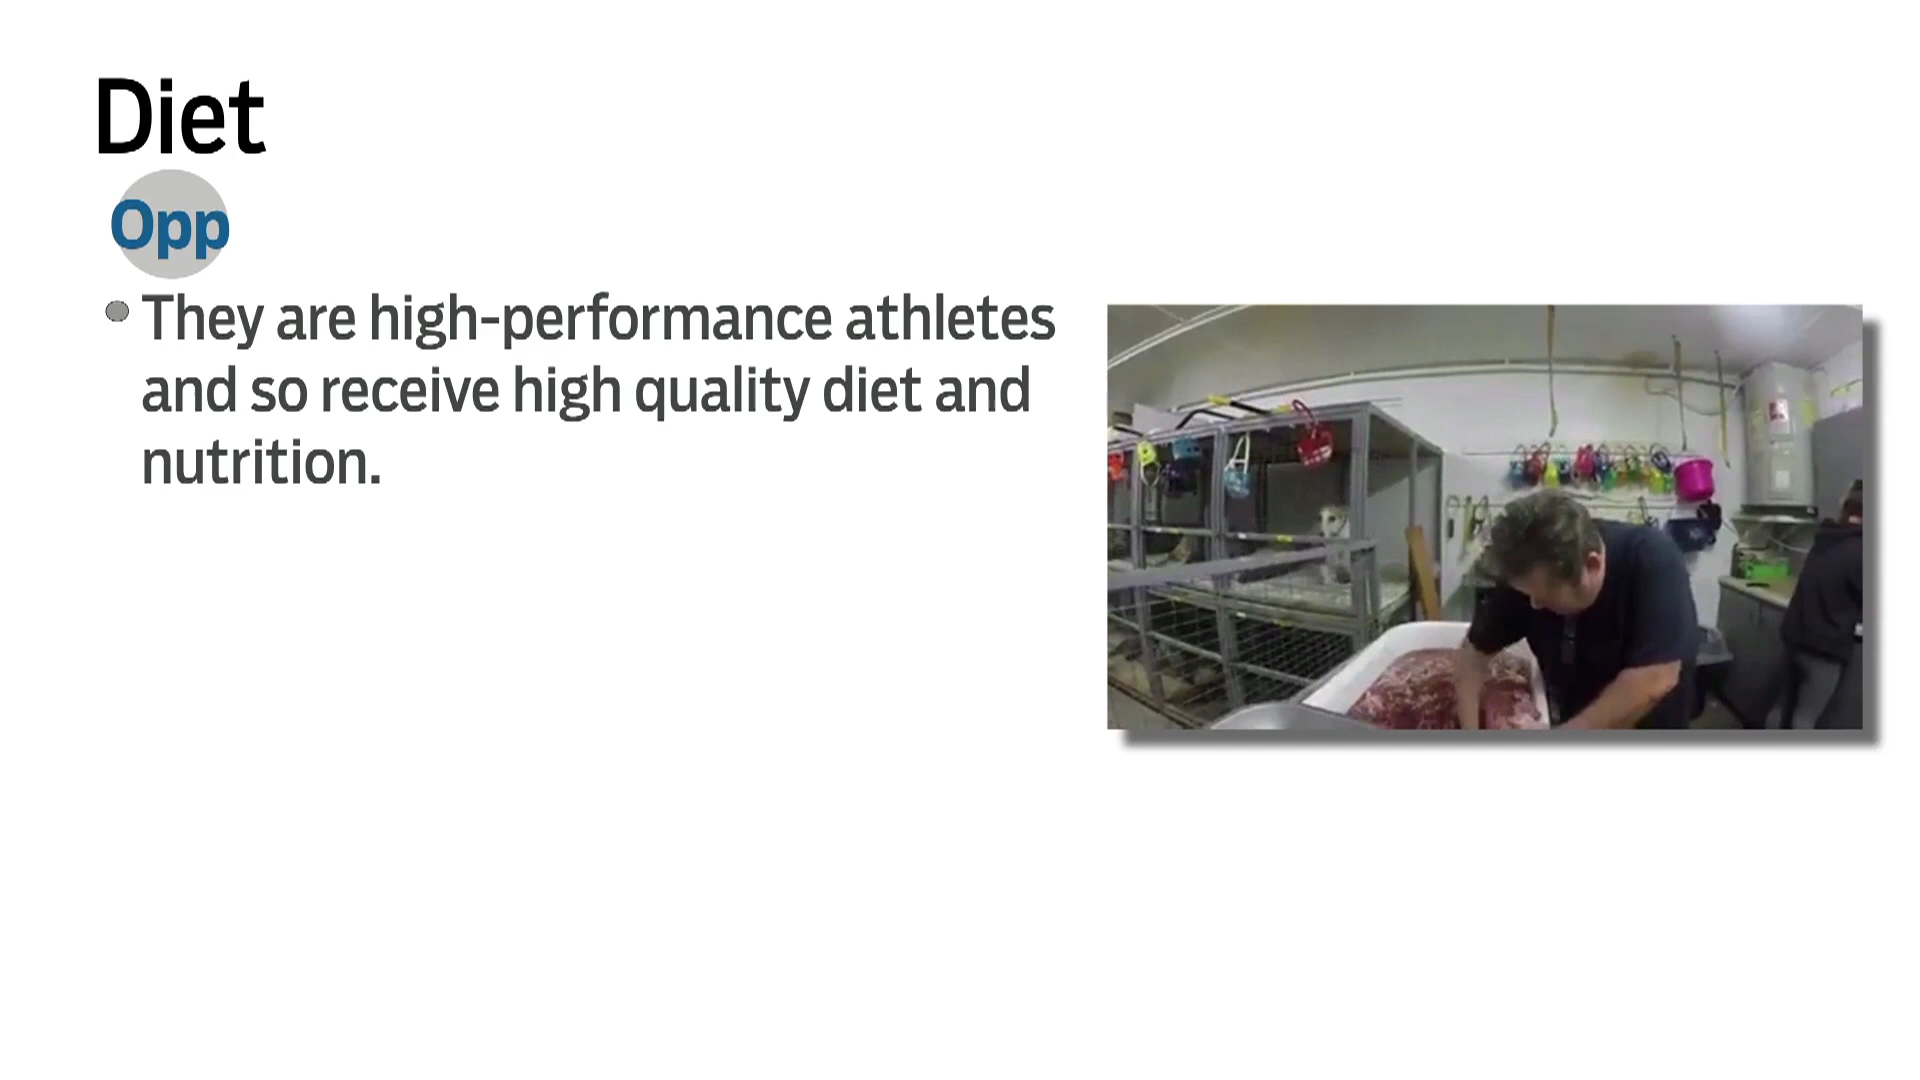 Diet
Opp
They are high-performance athletes
and so receive high quality diet and
nutrition.